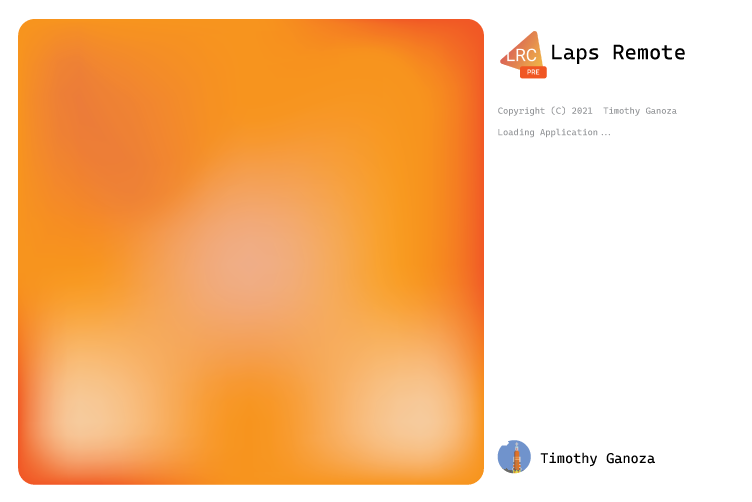 LRC
PRE
Laps Remote
Copyright (C) 2021  Timothy Ganoza
Loading Application...
Timothy Ganoza